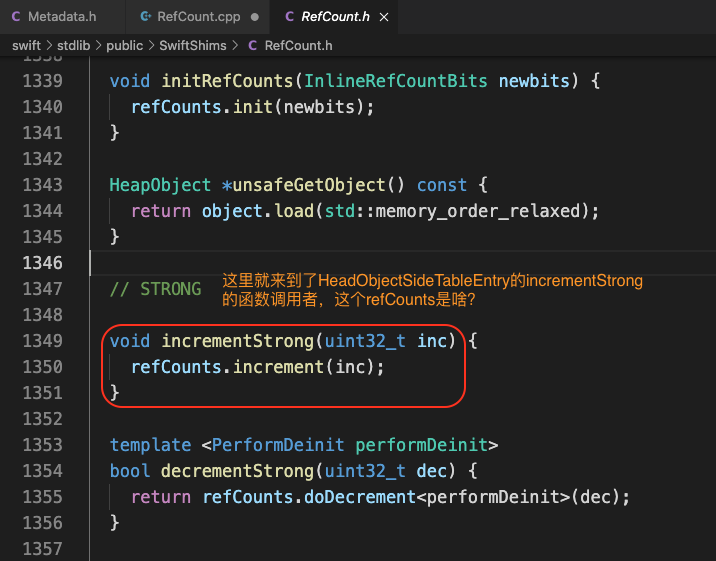 Metadata.h
RefCount.cpp
RefCount.h
swift > stdlib > public > SwiftShims > RefCount.h
1338
1339 void initRefCounts(InlineRefCountBits newbits) {
1340 refCounts.init(newbits);
1341 }
1342
1343 HeapObject *unsafeGetObject() const {
1344 return object.load(std::memory_order_relaxed);
1345 }
1346
1347 // STRONG
这里就来到了HeadObjectSideTableEntry的incrementStrong
的函数调用者，这个refCounts是啥?
1348
1349 void incrementStrong(uint32_t inc) {
1350 refCounts.increment(inc);
1351 }
1352
1353 template <PerformDeinit performDeinit>
1354 bool decrementStrong(uint32_t dec) {
1355 return refCounts.doDecrement<performDeinit>(dec);
1356 }
1357